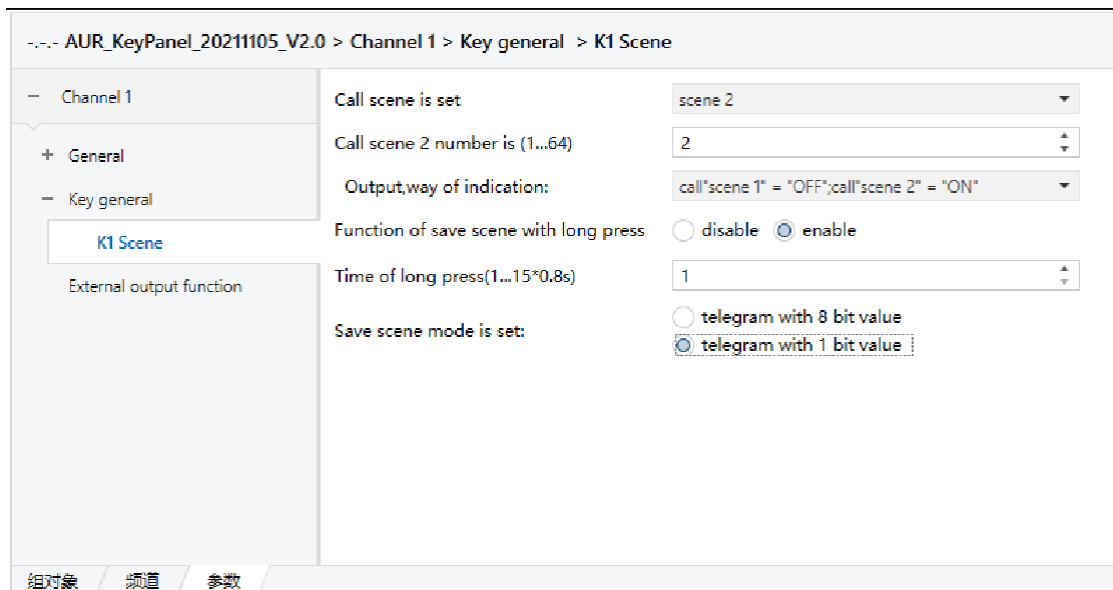 -.-.- AUR_KeyPanel_20211105_V2.0 > Channel 1 > Key general > K1 Scene
Channel 1
General
Key general
K1 Scene
External output function
Call scene is set
scene 2
Call scene 2 number is (1...64)
2
Output,way of indication:
call"scene 1" = "OFF";call"scene 2" = "ON"
Function of save scene with long press
disable
enable
Time of long press(1...15*0.8s)
1
Save scene mode is set:
telegram with 8 bit value
telegram with 1 bit value
组对象
频道
参数